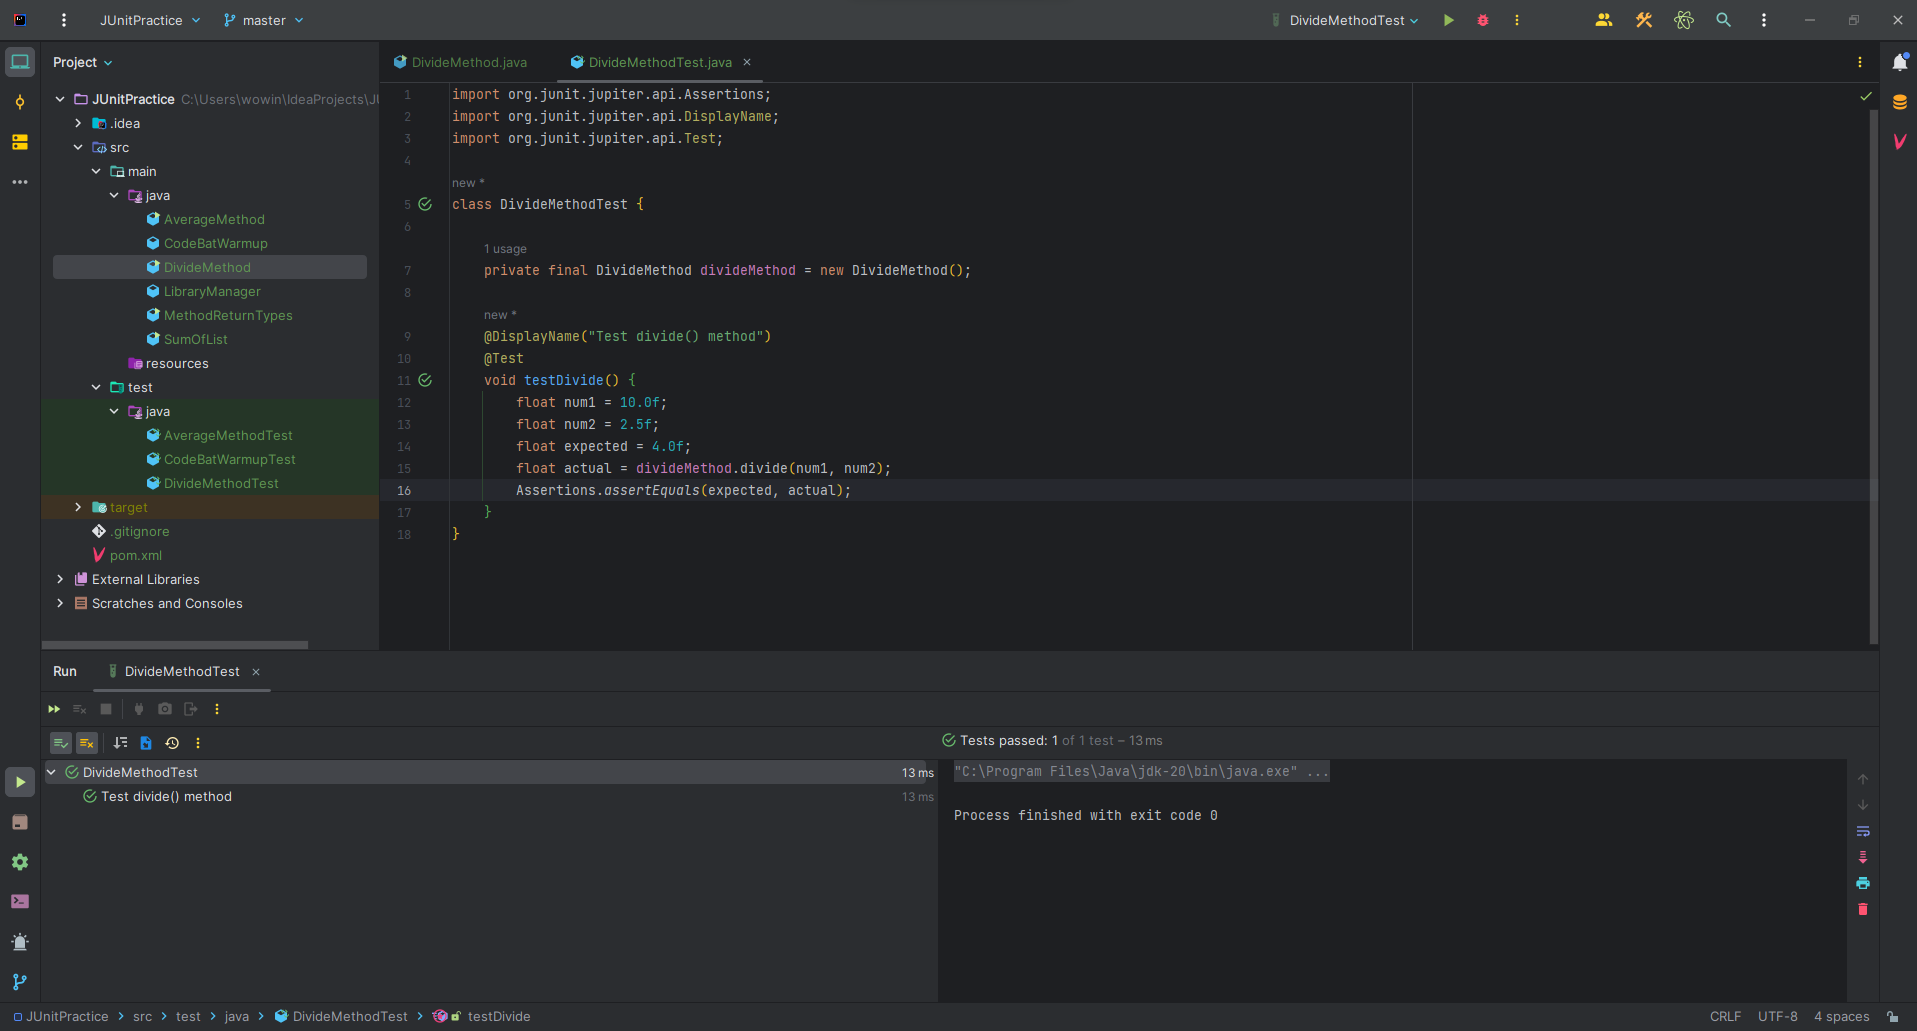 JUnitPractice
master
DivideMethodTest
Project
JUnitPractice C:\Users\wowin\IdeaProjects\JU
.idea
src
main
java
AverageMethod
CodeBatWarmup
DivideMethod
LibraryManager
MethodReturnTypes
SumOfList
resources
test
java
AverageMethodTest
CodeBatWarmupTest
DivideMethodTest
target
.gitignore
pom.xml
External Libraries
Scratches and Consoles
DivideMethod.java
DivideMethodTest.java
1 import org.junit.jupiter.api.Assertions;
2 import org.junit.jupiter.api.DisplayName;
3 import org.junit.jupiter.api.Test;
4
new *
5 class DivideMethodTest {
6
1 usage
7 private final DivideMethod divideMethod = new DivideMethod();
8
new *
9 @DisplayName("Test divide() method")
10 @Test
11 void testDivide() {
12 float num1 = 10.0f;
13 float num2 = 2.5f;
14 float expected = 4.0f;
15 float actual = divideMethod.divide(num1, num2);
16 Assertions.assertEquals(expected, actual);
17 }
18 }
Run
DivideMethodTest
Tests passed: 1 of 1 test – 13 ms
DivideMethodTest 13 ms
Test divide() method 13 ms
"C:\Program Files\Java\jdk-20\bin\java.exe" ...
Process finished with exit code 0
JUnitPractice > src > test > java > DivideMethodTest > testDivide
CRLF UTF-8 4 spaces